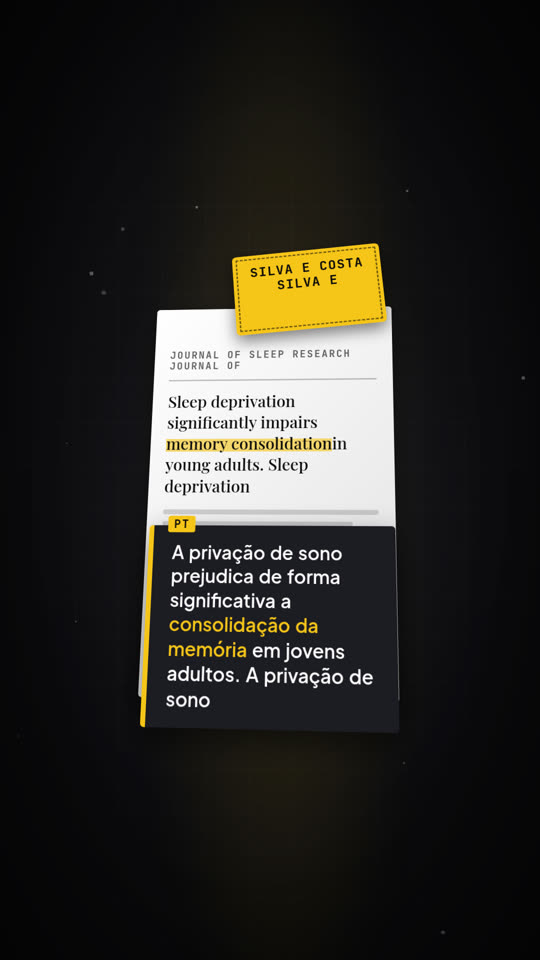 SILVA E COSTA
SILVA E
JOURNAL OF SLEEP RESEARCH
JOURNAL OF
Sleep deprivation
significantly impairs
memory consolidationin
young adults. Sleep
deprivation
PT
A privação de sono
prejudica de forma
significativa a
consolidação da
memória em jovens
adultos. A privação de
sono